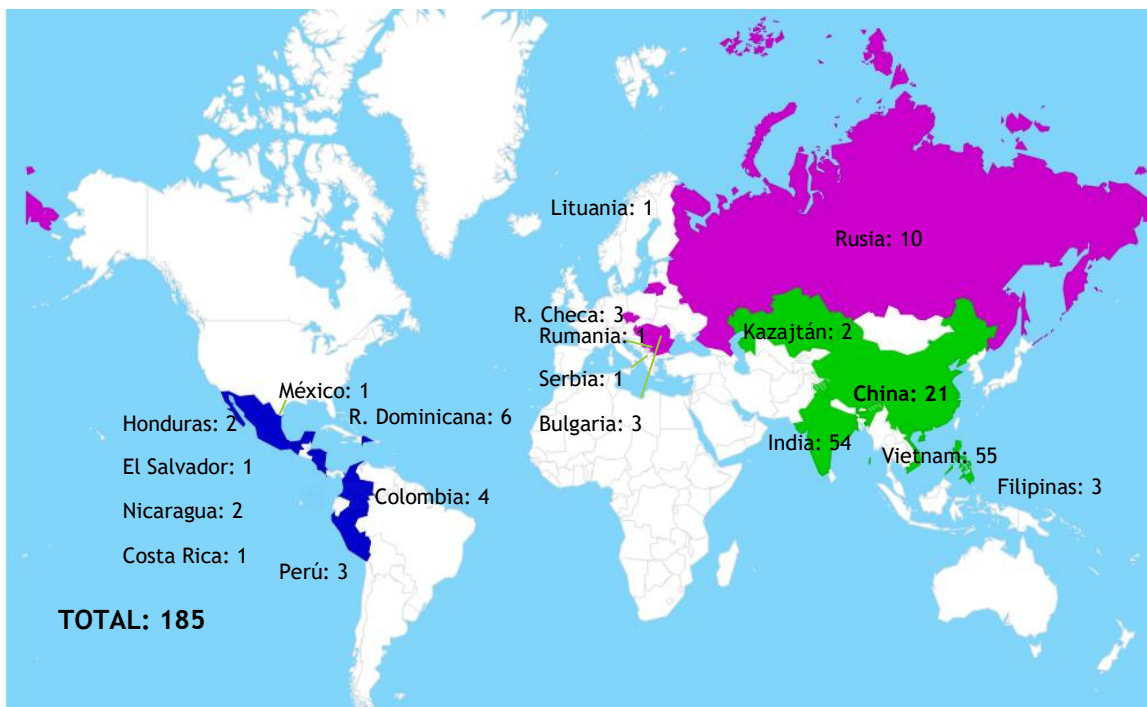 Lituania: 1
Rusia: 10
R. Checa: 3
Rumania: 1
Kazajtán: 2
Serbia: 1
México: 1
China: 21
Honduras: 2
R. Dominicana: 6
Bulgaria: 3
India: 54
Vietnam: 55
El Salvador: 1
Filipinas: 3
Colombia: 4
Nicaragua: 2
Costa Rica: 1
Perú: 3
TOTAL: 185